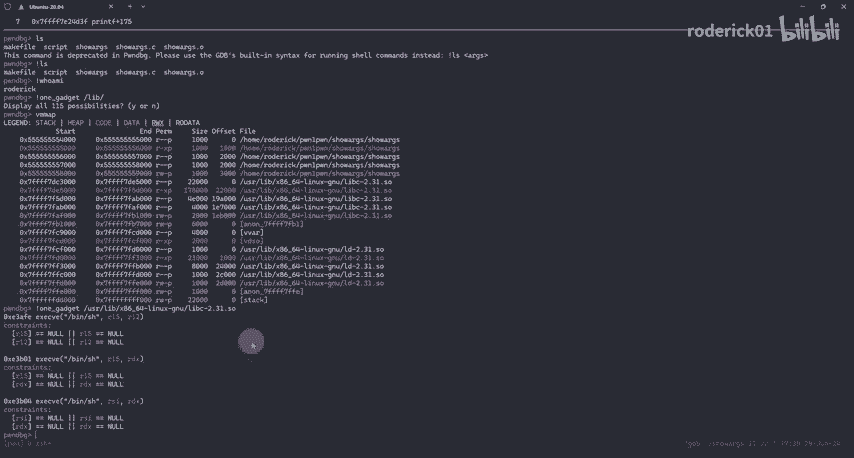 Ubuntu-20.04
7 0x7ffff7e24d3f printf+175
roderick01 bilibili
pwndbg> ls
makefile script showargs showargs.c showargs.o
This command is deprecated in Pwndbg. Please use the GDB's built-in syntax for running shell commands instead: !ls <args>
pwndbg> !ls
makefile script showargs showargs.c showargs.o
pwndbg> !whoami
roderick
pwndbg> !one_gadget /lib/
Display all 115 possibilities? (y or n)
pwndbg> vmmap
LEGEND: STACK | HEAP | CODE | DATA | RWX | RODATA
Start End Perm Size Offset File
0x555555554000 0x555555555000 r--p 1000 0 /home/roderick/pwn1pwn/showargs/showargs
0x555555555000 0x555555556000 r-xp 1000 1000 /home/roderick/pwn1pwn/showargs/showargs
0x555555556000 0x555555557000 r--p 1000 2000 /home/roderick/pwn1pwn/showargs/showargs
0x555555557000 0x555555558000 r--p 1000 2000 /home/roderick/pwn1pwn/showargs/showargs
0x555555558000 0x555555559000 rw-p 1000 3000 /home/roderick/pwn1pwn/showargs/showargs
0x7ffff7dc3000 0x7ffff7de5000 r--p 22000 0 /usr/lib/x86_64-linux-gnu/libc-2.31.so
0x7ffff7de5000 0x7ffff7f5d000 r-xp 178000 22000 /usr/lib/x86_64-linux-gnu/libc-2.31.so
0x7ffff7f5d000 0x7ffff7fab000 r--p 4e000 19a000 /usr/lib/x86_64-linux-gnu/libc-2.31.so
0x7ffff7fab000 0x7ffff7faf000 r--p 4000 1e7000 /usr/lib/x86_64-linux-gnu/libc-2.31.so
0x7ffff7faf000 0x7ffff7fb1000 rw-p 2000 1eb000 /usr/lib/x86_64-linux-gnu/libc-2.31.so
0x7ffff7fb1000 0x7ffff7fb7000 rw-p 6000 0 [anon_7ffff7fb1]
0x7ffff7fc9000 0x7ffff7fcd000 r--p 4000 0 [vvar]
0x7ffff7fcd000 0x7ffff7fcf000 r-xp 2000 0 [vdso]
0x7ffff7fcf000 0x7ffff7fd0000 r--p 1000 0 /usr/lib/x86_64-linux-gnu/ld-2.31.so
0x7ffff7fd0000 0x7ffff7ff3000 r-xp 23000 1000 /usr/lib/x86_64-linux-gnu/ld-2.31.so
0x7ffff7ff3000 0x7ffff7ffb000 r--p 8000 24000 /usr/lib/x86_64-linux-gnu/ld-2.31.so
0x7ffff7ffc000 0x7ffff7ffd000 r--p 1000 2c000 /usr/lib/x86_64-linux-gnu/ld-2.31.so
0x7ffff7ffd000 0x7ffff7ffe000 rw-p 1000 2d000 /usr/lib/x86_64-linux-gnu/ld-2.31.so
0x7ffff7ffe000 0x7ffff7fff000 rw-p 1000 0 [anon_7ffff7ffe]
0x7ffffffdd000 0x7ffffffff000 rw-p 22000 0 [stack]
pwndbg> !one_gadget /usr/lib/x86_64-linux-gnu/libc-2.31.so
0xe3afe execve("/bin/sh", r15, r12)
constraints:
[r15] == NULL || r15 == NULL
[r12] == NULL || r12 == NULL
0xe3b01 execve("/bin/sh", r15, rdx)
constraints:
[r15] == NULL || r15 == NULL
[rdx] == NULL || rdx == NULL
0xe3b04 execve("/bin/sh", rsi, rdx)
constraints:
[rsi] == NULL || rsi == NULL
[rdx] == NULL || rdx == NULL
pwndbg>